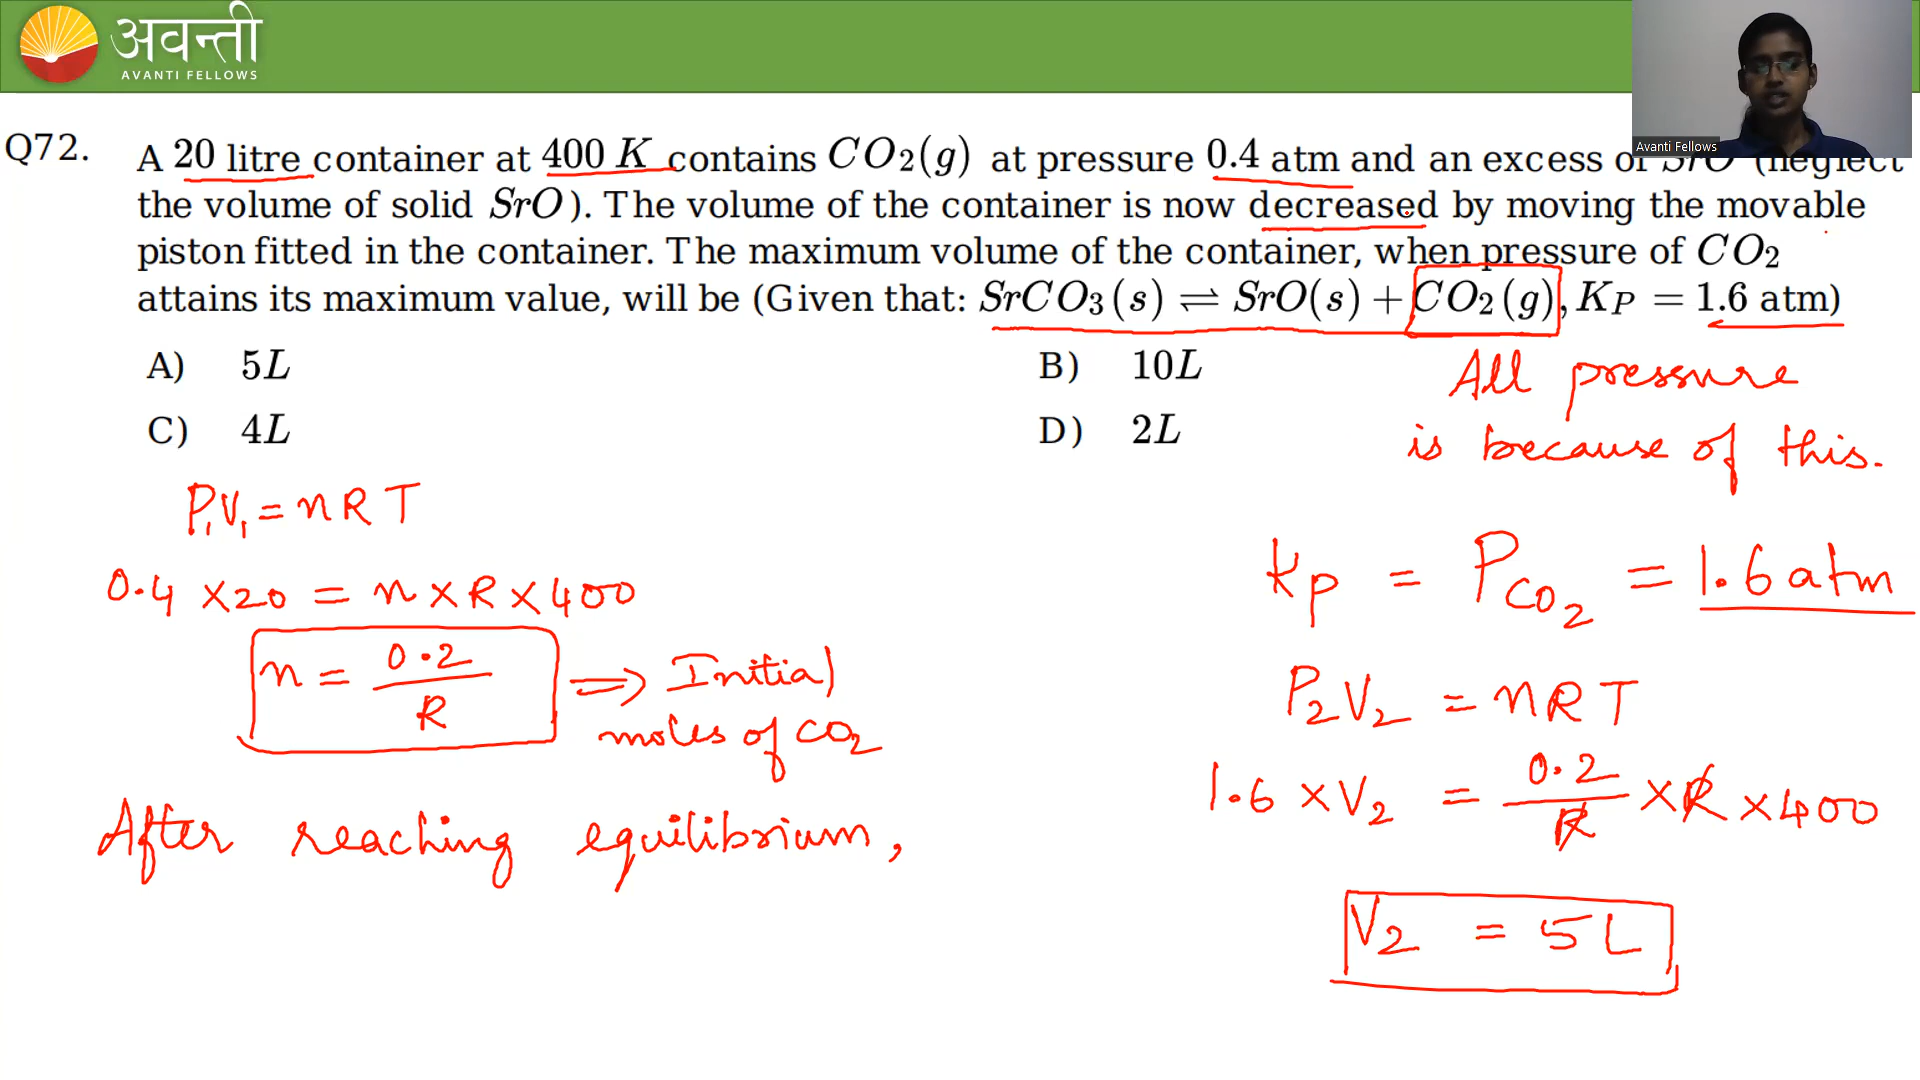 अवन्ती
AVANTI FELLOWS
Avanti Fellows
Q72. A 20 litre container at 400 K contains CO2(g) at pressure 0.4 atm and an excess of SrO (neglect
the volume of solid SrO). The volume of the container is now decreased by moving the movable
piston fitted in the container. The maximum volume of the container, when pressure of CO2
attains its maximum value, will be (Given that: SrCO3(s) ⇌ SrO(s) + CO2(g), KP = 1.6 atm)
A) 5L B) 10L
C) 4L D) 2L
All pressure
is because of this.
P1V1 = nRT
0.4 × 20 = n × R × 400
n = 0.2/R ⇒ Initial
moles of CO2
After reaching equilibrium,
kp = PCO2 = 1.6 atm
P2V2 = nRT
1.6 × V2 = 0.2/R × R × 400
V2 = 5L